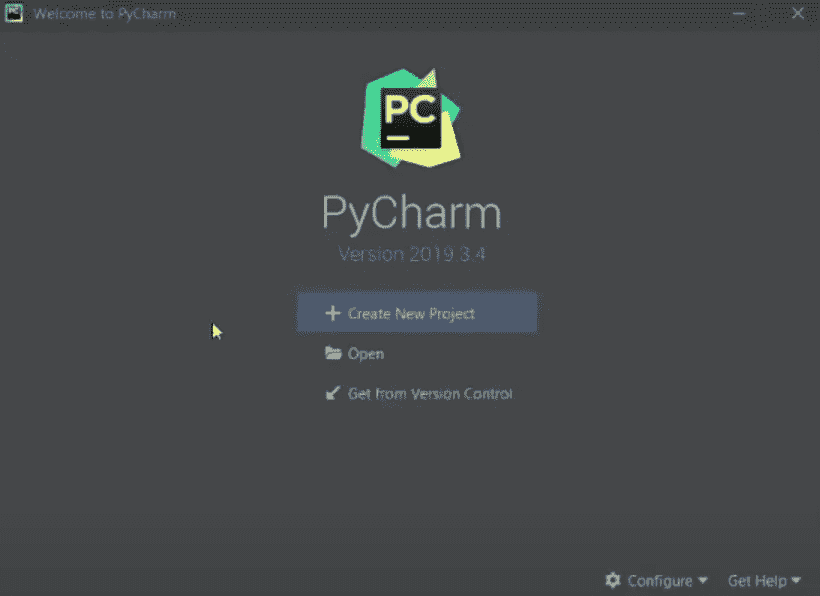 PC Welcome to PyCharm
PC
PyCharm
Version 2019.3.4
Create New Project
Open
Get from Version Control
Configure Get Help